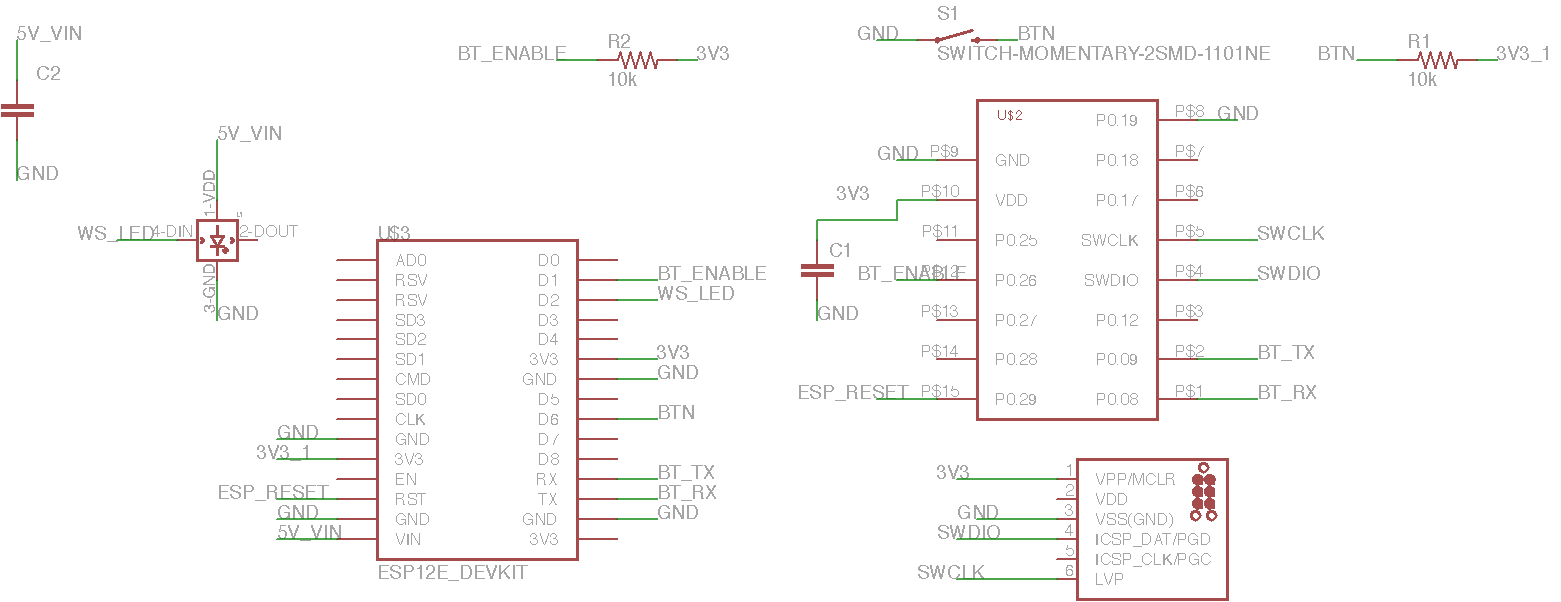 5V_VIN
C2
GND
5V_VIN
1-VDD
WS_LED
4-DIN
2-DOUT
3-GND
GND
BT_ENABLE
R2
10k
3V3
S1
GND
BTN
SWITCH-MOMENTARY-2SMD-1101NE
BTN
R1
10k
3V3_1
U$3
AD0
RSV
RSV
SD3
SD2
SD1
CMD
SD0
CLK
GND GND
3V3_1 3V3
EN
ESP_RESET RST
GND GND
5V_VIN VIN
D0
D1 BT_ENABLE
D2 WS_LED
D3
D4
3V3 3V3
GND GND
D5
D6 BTN
D7
D8
RX BT_TX
TX BT_RX
GND GND
3V3
ESP12E_DEVKIT
U$2
GND P$9 GND
3V3 P$10 VDD
P$11 P0.25
BT_ENABLE P$12 P0.26
P$13 P0.27
P$14 P0.28
ESP_RESET P$15 P0.29
C1
GND
P0.19 P$8 GND
P0.18 P$7
P0.17 P$6
SWCLK P$5 SWCLK
SWDIO P$4 SWDIO
P0.12 P$3
P0.09 P$2 BT_TX
P0.08 P$1 BT_RX
3V3 1 VPP/MCLR
2 VDD
GND 3 VSS(GND)
SWDIO 4 ICSP_DAT/PGD
5 ICSP_CLK/PGC
SWCLK 6 LVP